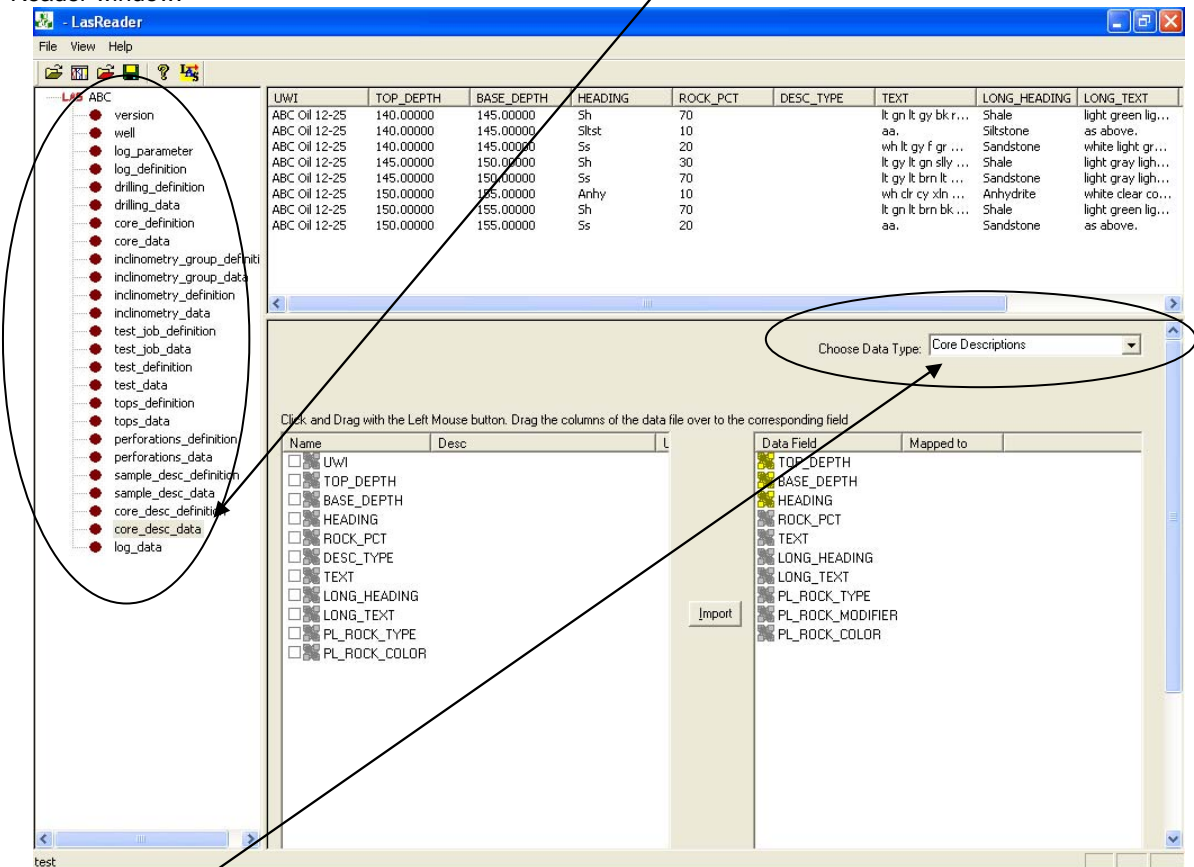 Reader window.
- LasReader
File View Help
LAS ABC
version
well
log_parameter
log_definition
drilling_definition
drilling_data
core_definition
core_data
inclinometry_group_definiti
inclinometry_group_data
inclinometry_definition
inclinometry_data
test_job_definition
test_job_data
test_definition
test_data
tops_definition
tops_data
perforations_definition
perforations_data
sample_desc_definition
sample_desc_data
core_desc_definition
core_desc_data
log_data
UWI TOP_DEPTH BASE_DEPTH HEADING ROCK_PCT DESC_TYPE TEXT LONG_HEADING LONG_TEXT
ABC Oil 12-25 140.00000 145.00000 Sh 70 lt gn lt gy bk r... Shale light green lig...
ABC Oil 12-25 140.00000 145.00000 Sltst 10 aa. Siltstone as above.
ABC Oil 12-25 140.00000 145.00000 Ss 20 wh lt gy f gr ... Sandstone white light gr...
ABC Oil 12-25 145.00000 150.00000 Sh 30 lt gy lt gn slly ... Shale light gray ligh...
ABC Oil 12-25 145.00000 150.00000 Ss 70 lt gy lt brn lt ... Sandstone light gray ligh...
ABC Oil 12-25 150.00000 155.00000 Anhy 10 wh clr cy xln ... Anhydrite white clear co...
ABC Oil 12-25 150.00000 155.00000 Sh 70 lt gn lt brn bk ... Shale light green lig...
ABC Oil 12-25 150.00000 155.00000 Ss 20 aa. Sandstone as above.
Choose Data Type: Core Descriptions
Click and Drag with the Left Mouse button. Drag the columns of the data file over to the corresponding field
Name Desc U
UWI
TOP_DEPTH
BASE_DEPTH
HEADING
ROCK_PCT
DESC_TYPE
TEXT
LONG_HEADING
LONG_TEXT
PL_ROCK_TYPE
PL_ROCK_COLOR
Import
Data Field Mapped to
TOP_DEPTH
BASE_DEPTH
HEADING
ROCK_PCT
TEXT
LONG_HEADING
LONG_TEXT
PL_ROCK_TYPE
PL_ROCK_MODIFIER
PL_ROCK_COLOR
test